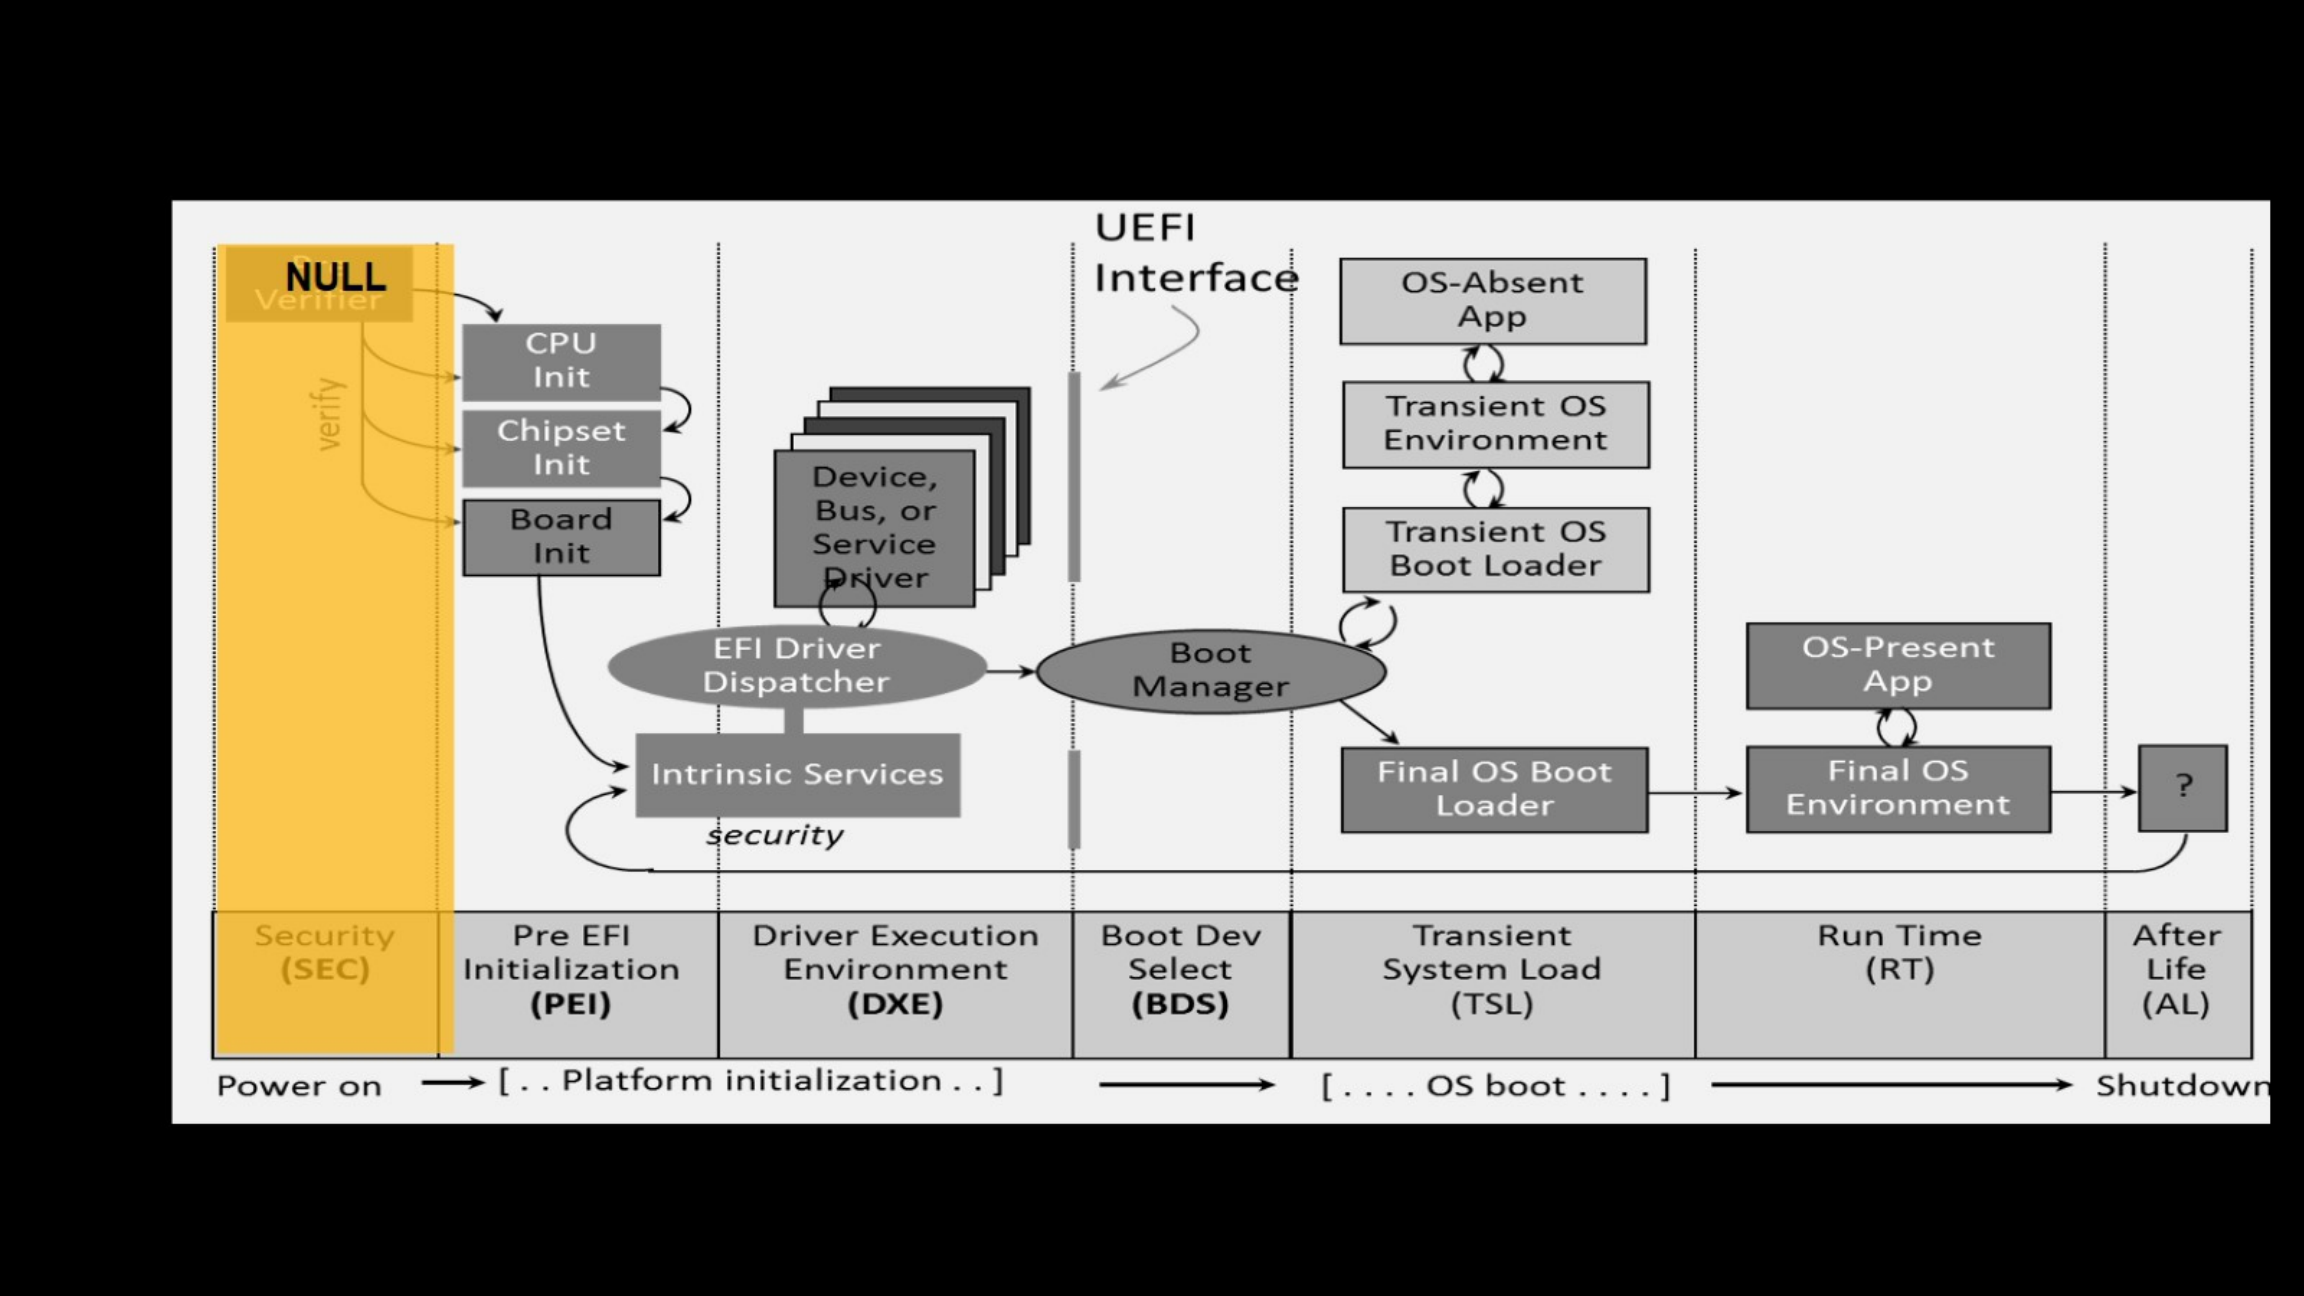 UEFI
Interface
NULL
Verifier
verify
CPU
Init
Chipset
Init
Board
Init
Device,
Bus, or
Service
Driver
EFI Driver
Dispatcher
Intrinsic Services
security
Boot
Manager
OS-Absent
App
Transient OS
Environment
Transient OS
Boot Loader
Final OS Boot
Loader
OS-Present
App
Final OS
Environment
?
Security
(SEC)
Pre EFI
Initialization
(PEI)
Driver Execution
Environment
(DXE)
Boot Dev
Select
(BDS)
Transient
System Load
(TSL)
Run Time
(RT)
After
Life
(AL)
Power on
[ . . Platform initialization . . ]
[ . . . . OS boot . . . . ]
Shutdown